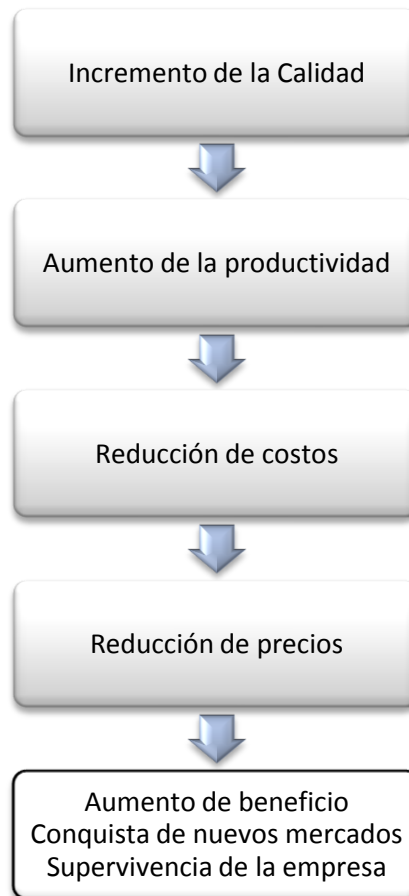 Incremento de la Calidad
Aumento de la productividad
Reducción de costos
Reducción de precios
Aumento de beneficio
Conquista de nuevos mercados
Supervivencia de la empresa